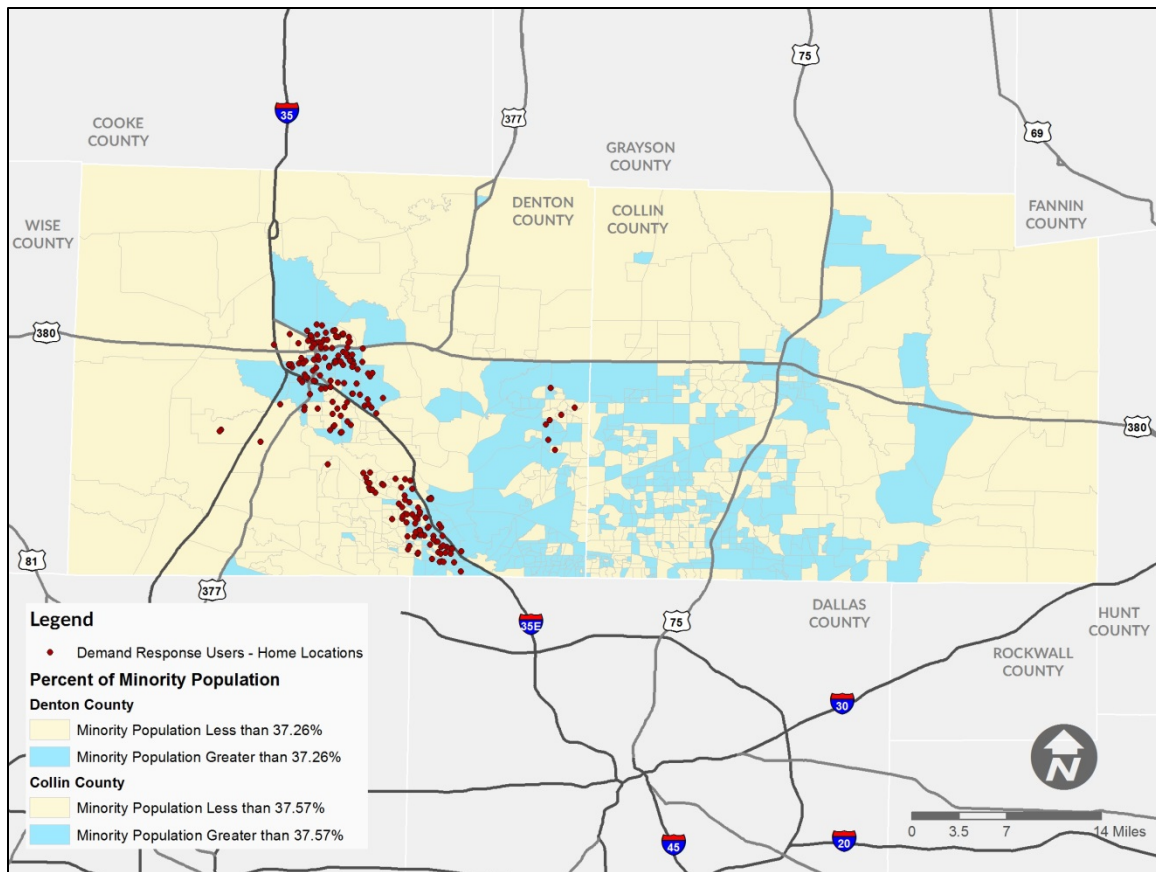 75
35
377
69
COOKE
COUNTY
GRAYSON
COUNTY
DENTON
COUNTY
COLLIN
COUNTY
FANNIN
COUNTY
WISE
COUNTY
380
380
81
377
35E
75
DALLAS
COUNTY
HUNT
COUNTY
ROCKWALL
COUNTY
30
45
20
N
0 3.5 7 14 Miles
Legend
Demand Response Users - Home Locations
Percent of Minority Population
Denton County
Minority Population Less than 37.26%
Minority Population Greater than 37.26%
Collin County
Minority Population Less than 37.57%
Minority Population Greater than 37.57%